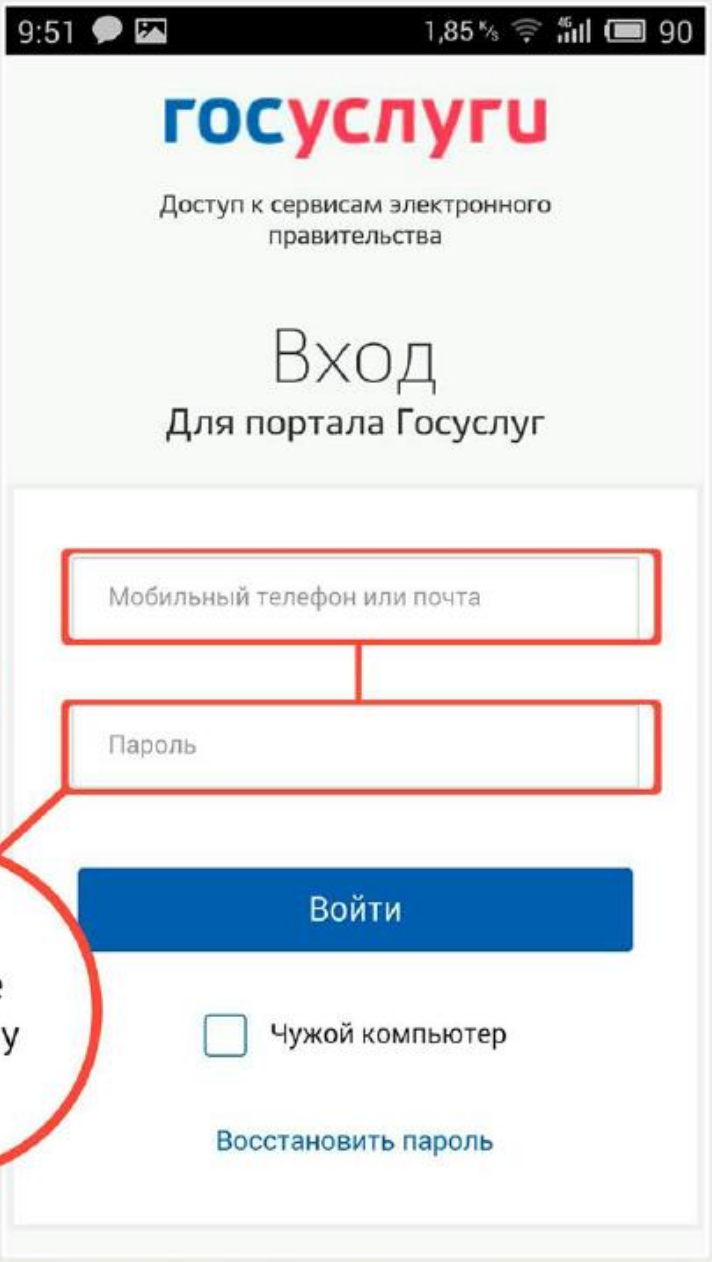 9:51 1,85 K/s 4G 90
госуслуги
Доступ к сервисам электронного
правительства
Вход
Для портала Госуслуг
Мобильный телефон или почта
Пароль
Войти
е
у
Чужой компьютер
Восстановить пароль